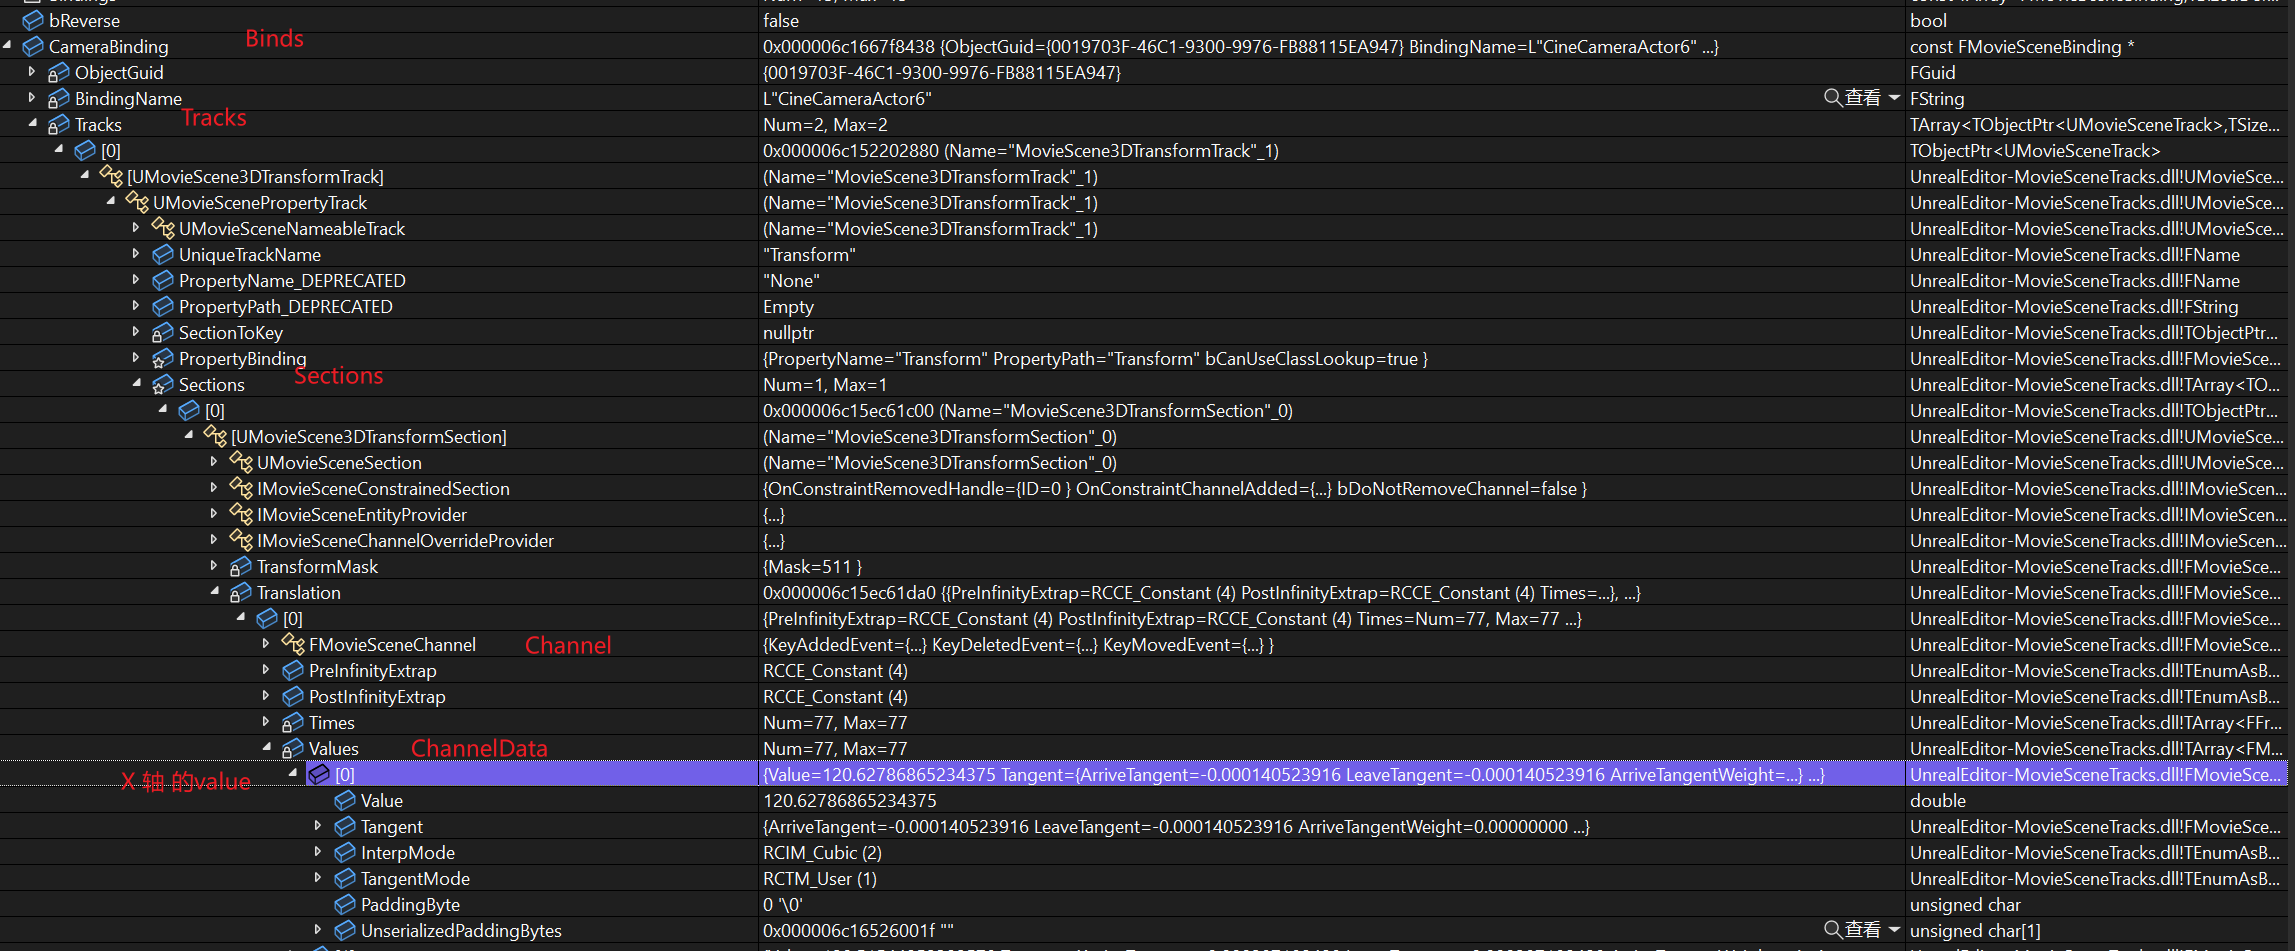 bReverse false bool
Binds
CameraBinding 0x000006c1667f8438 {ObjectGuid={0019703F-46C1-9300-9976-FB88115EA947} BindingName=L"CineCameraActor6" ...} const FMovieSceneBinding *
ObjectGuid {0019703F-46C1-9300-9976-FB88115EA947} FGuid
BindingName L"CineCameraActor6" 查看 FString
Tracks
Tracks Num=2, Max=2 TArray<TObjectPtr<UMovieSceneTrack>,TSize...
[0] 0x000006c152202880 (Name="MovieScene3DTransformTrack"_1) TObjectPtr<UMovieSceneTrack>
[UMovieScene3DTransformTrack] (Name="MovieScene3DTransformTrack"_1) UnrealEditor-MovieSceneTracks.dll!UMovieSce...
UMovieScenePropertyTrack (Name="MovieScene3DTransformTrack"_1) UnrealEditor-MovieSceneTracks.dll!UMovieSce...
UMovieSceneNameableTrack (Name="MovieScene3DTransformTrack"_1) UnrealEditor-MovieSceneTracks.dll!UMovieSce...
UniqueTrackName "Transform" UnrealEditor-MovieSceneTracks.dll!FName
PropertyName_DEPRECATED "None" UnrealEditor-MovieSceneTracks.dll!FName
PropertyPath_DEPRECATED Empty UnrealEditor-MovieSceneTracks.dll!FString
SectionToKey nullptr UnrealEditor-MovieSceneTracks.dll!TObjectPtr...
PropertyBinding {PropertyName="Transform" PropertyPath="Transform" bCanUseClassLookup=true } UnrealEditor-MovieSceneTracks.dll!FMovieSce...
Sections
Sections Num=1, Max=1 UnrealEditor-MovieSceneTracks.dll!TArray<TO...
[0] 0x000006c15ec61c00 (Name="MovieScene3DTransformSection"_0) UnrealEditor-MovieSceneTracks.dll!TObjectPtr...
[UMovieScene3DTransformSection] (Name="MovieScene3DTransformSection"_0) UnrealEditor-MovieSceneTracks.dll!UMovieSce...
UMovieSceneSection (Name="MovieScene3DTransformSection"_0) UnrealEditor-MovieSceneTracks.dll!UMovieSce...
IMovieSceneConstrainedSection {OnConstraintRemovedHandle={ID=0 } OnConstraintChannelAdded={...} bDoNotRemoveChannel=false } UnrealEditor-MovieSceneTracks.dll!IMovieScen...
IMovieSceneEntityProvider {...} UnrealEditor-MovieSceneTracks.dll!IMovieScen...
IMovieSceneChannelOverrideProvider {...} UnrealEditor-MovieSceneTracks.dll!IMovieScen...
TransformMask {Mask=511 } UnrealEditor-MovieSceneTracks.dll!FMovieSce...
Translation 0x000006c15ec61da0 {{PreInfinityExtrap=RCCE_Constant (4) PostInfinityExtrap=RCCE_Constant (4) Times=...}, ...} UnrealEditor-MovieSceneTracks.dll!FMovieSce...
[0] {PreInfinityExtrap=RCCE_Constant (4) PostInfinityExtrap=RCCE_Constant (4) Times=Num=77, Max=77 ...} UnrealEditor-MovieSceneTracks.dll!FMovieSce...
FMovieSceneChannel Channel {KeyAddedEvent={...} KeyDeletedEvent={...} KeyMovedEvent={...} } UnrealEditor-MovieSceneTracks.dll!FMovieSce...
PreInfinityExtrap RCCE_Constant (4) UnrealEditor-MovieSceneTracks.dll!TEnumAsB...
PostInfinityExtrap RCCE_Constant (4) UnrealEditor-MovieSceneTracks.dll!TEnumAsB...
Times Num=77, Max=77 UnrealEditor-MovieSceneTracks.dll!TArray<FFr...
Values ChannelData Num=77, Max=77 UnrealEditor-MovieSceneTracks.dll!TArray<FM...
X 轴 的value [0] {Value=120.62786865234375 Tangent={ArriveTangent=-0.000140523916 LeaveTangent=-0.000140523916 ArriveTangentWeight=...} ...} UnrealEditor-MovieSceneTracks.dll!FMovieSce...
Value 120.62786865234375 double
Tangent {ArriveTangent=-0.000140523916 LeaveTangent=-0.000140523916 ArriveTangentWeight=0.00000000 ...} UnrealEditor-MovieSceneTracks.dll!FMovieSce...
InterpMode RCIM_Cubic (2) UnrealEditor-MovieSceneTracks.dll!TEnumAsB...
TangentMode RCTM_User (1) UnrealEditor-MovieSceneTracks.dll!TEnumAsB...
PaddingByte 0 '\0' unsigned char
UnserializedPaddingBytes 0x000006c16526001f "" 查看 unsigned char[1]